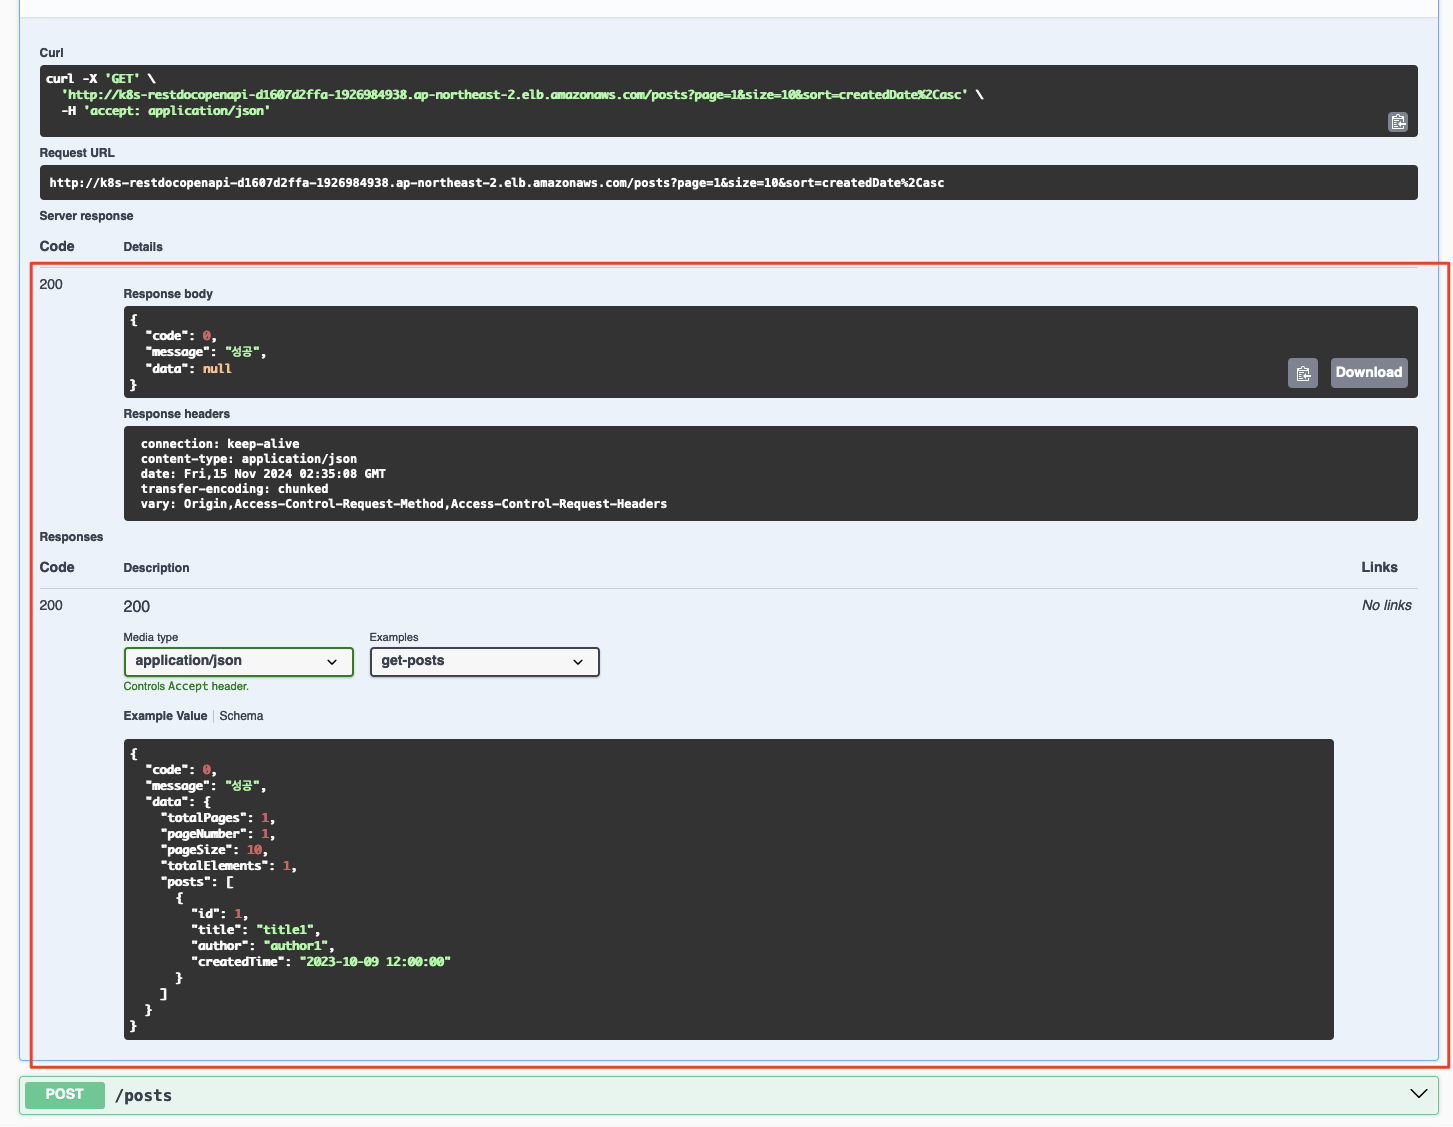 Curl
curl -X 'GET' \
'http://k8s-restdocopenapi-d1607d2ffa-1926984938.ap-northeast-2.elb.amazonaws.com/posts?page=1&size=10&sort=createdDate%2Casc' \
-H 'accept: application/json'
Request URL
http://k8s-restdocopenapi-d1607d2ffa-1926984938.ap-northeast-2.elb.amazonaws.com/posts?page=1&size=10&sort=createdDate%2Casc
Server response
Code Details
200
Response body
{
"code": 0,
"message": "성공",
"data": null
}
Download
Response headers
connection: keep-alive
content-type: application/json
date: Fri,15 Nov 2024 02:35:08 GMT
transfer-encoding: chunked
vary: Origin,Access-Control-Request-Method,Access-Control-Request-Headers
Responses
Code Description Links
200 200 No links
Media type Examples
application/json get-posts
Controls Accept header.
Example Value Schema
{
"code": 0,
"message": "성공",
"data": {
"totalPages": 1,
"pageNumber": 1,
"pageSize": 10,
"totalElements": 1,
"posts": [
{
"id": 1,
"title": "title1",
"author": "author1",
"createdTime": "2023-10-09 12:00:00"
}
]
}
}
POST /posts